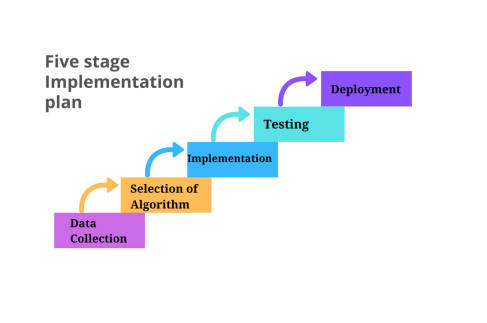 Five stage
Implementation
plan
Deployment
Testing
Implementation
Selection of
Algorithm
Data
Collection